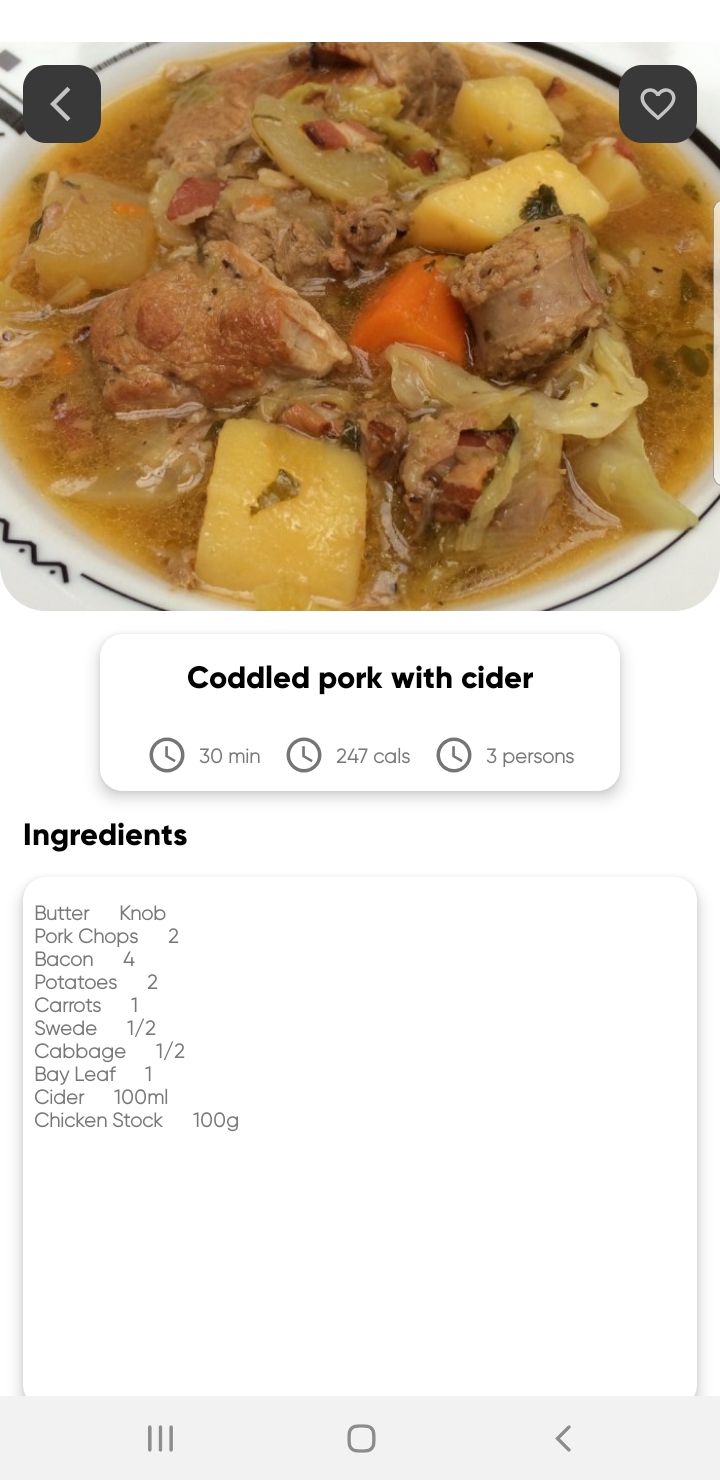 Coddled pork with cider
30 min 247 cals 3 persons
Ingredients
Butter Knob
Pork Chops 2
Bacon 4
Potatoes 2
Carrots 1
Swede 1/2
Cabbage 1/2
Bay Leaf 1
Cider 100ml
Chicken Stock 100g